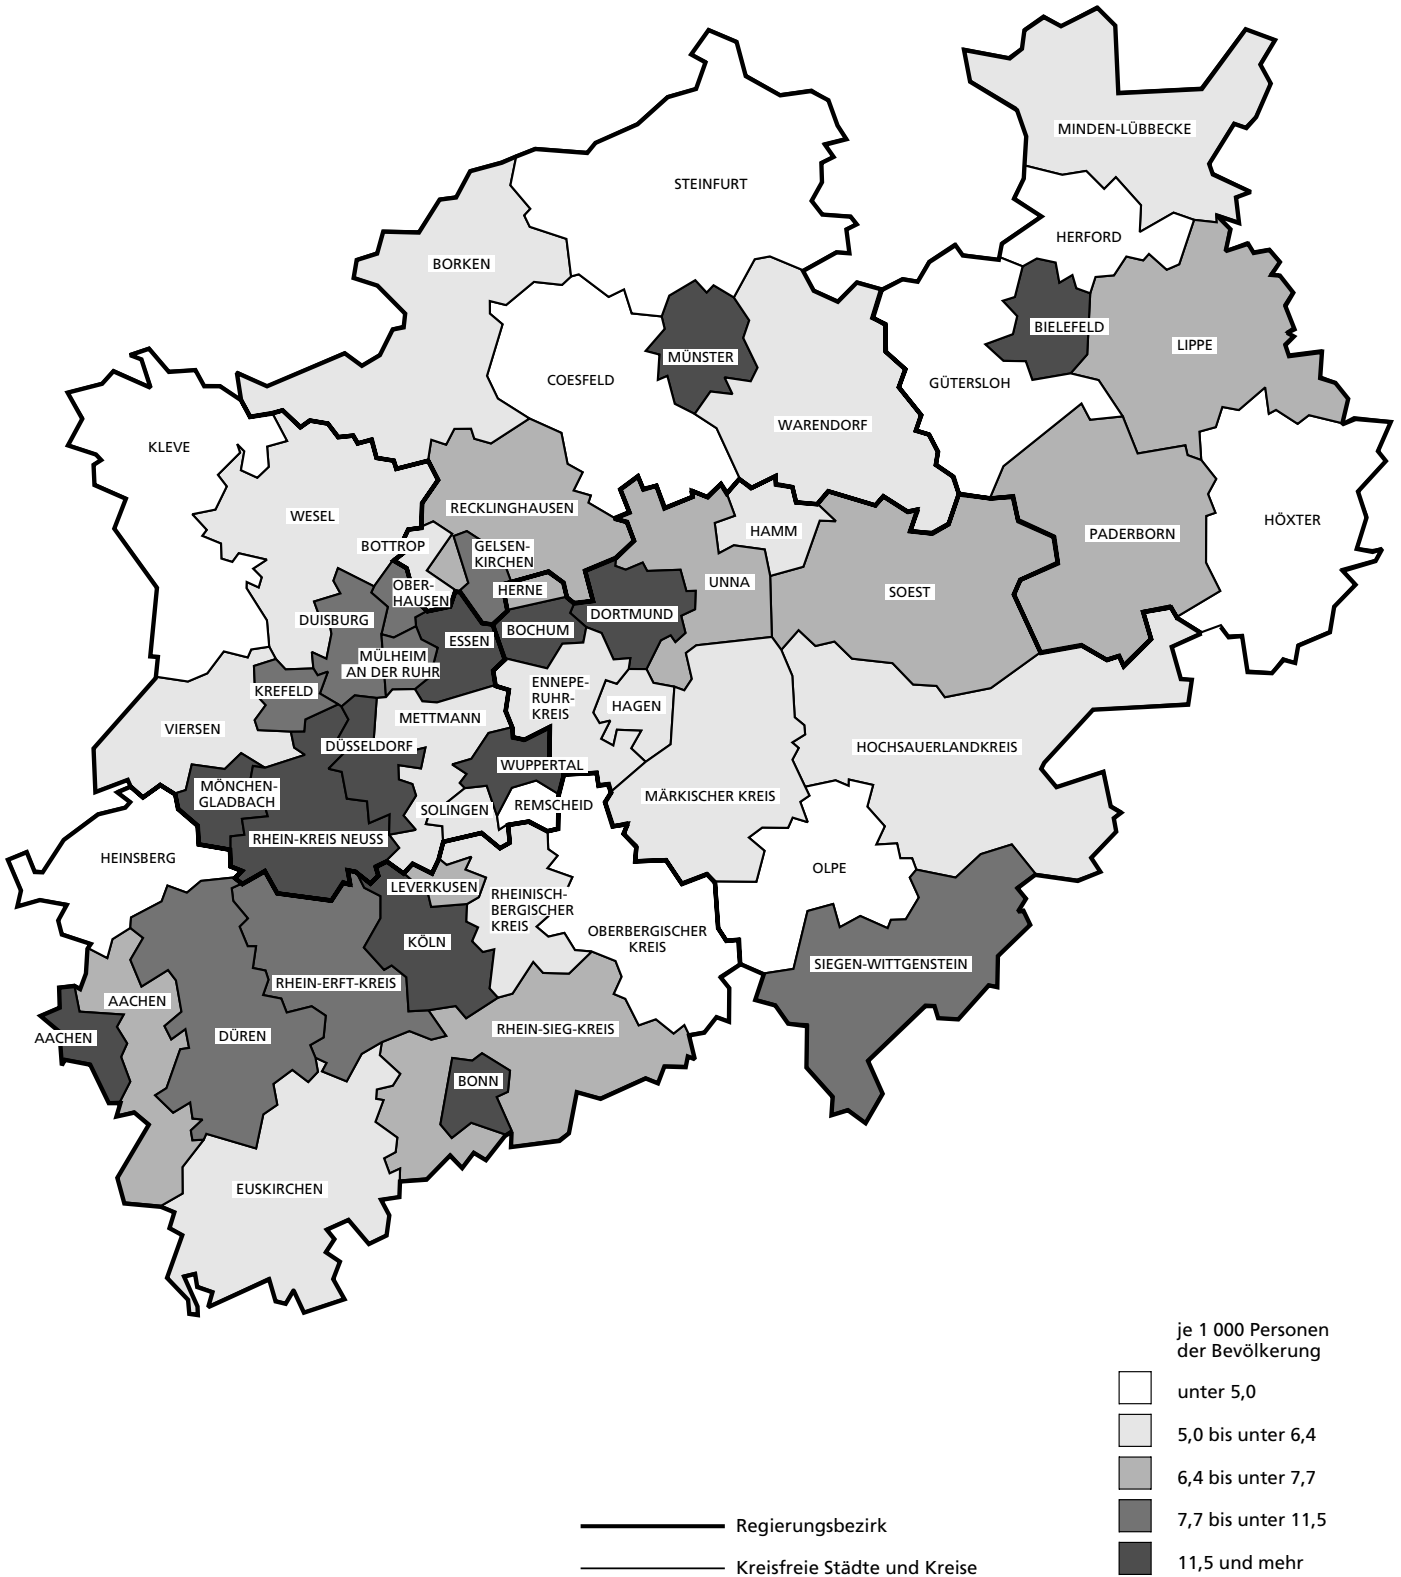 MINDEN-LÜBBECKE
STEINFURT
HERFORD
BORKEN
BIELEFELD
LIPPE
MÜNSTER
COESFELD
GÜTERSLOH
WARENDORF
KLEVE
RECKLINGHAUSEN
WESEL
HÖXTER
HAMM
PADERBORN
BOTTROP
GELSEN-
KIRCHEN
UNNA
OBER-
HAUSEN
HERNE
SOEST
DORTMUND
DUISBURG
BOCHUM
ESSEN
MÜLHEIM
AN DER RUHR
ENNEPE-
RUHR-
KREIS
KREFELD
HAGEN
METTMANN
VIERSEN
DÜSSELDORF
HOCHSAUERLANDKREIS
WUPPERTAL
MÖNCHEN-
GLADBACH
MÄRKISCHER KREIS
REMSCHEID
SOLINGEN
RHEIN-KREIS NEUSS
HEINSBERG
OLPE
LEVERKUSEN
RHEINISCH-
BERGISCHER
KREIS
OBERBERGISCHER
KREIS
KÖLN
SIEGEN-WITTGENSTEIN
RHEIN-ERFT-KREIS
AACHEN
RHEIN-SIEG-KREIS
DÜREN
AACHEN
BONN
EUSKIRCHEN
je 1 000 Personen
der Bevölkerung
unter 5,0
5,0 bis unter 6,4
6,4 bis unter 7,7
7,7 bis unter 11,5
11,5 und mehr
Regierungsbezirk
Kreisfreie Städte und Kreise